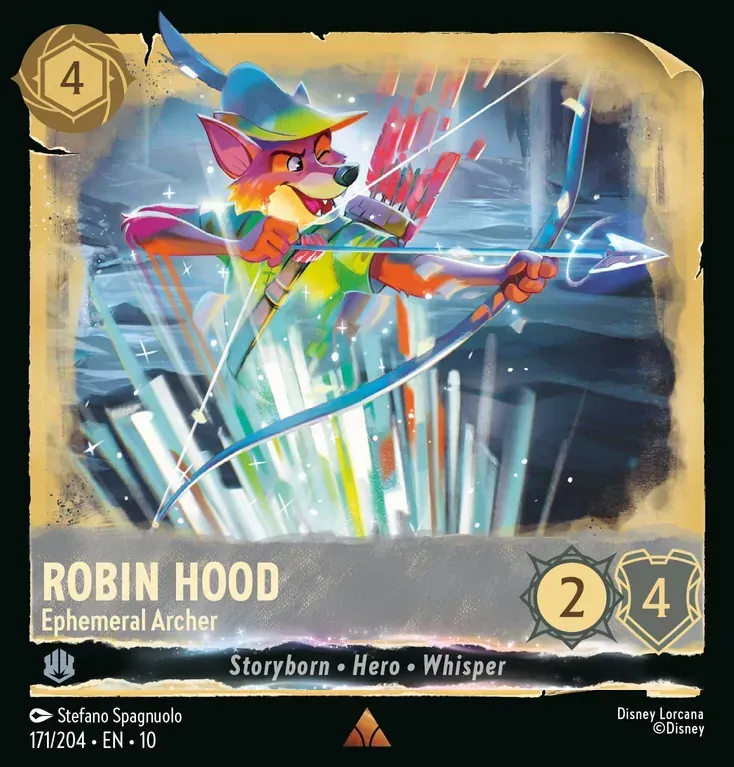 4
ROBIN HOOD
Ephemeral Archer
2
4
Storyborn • Hero • Whisper
Stefano Spagnuolo
171/204 • EN • 10
Disney Lorcana
©Disney